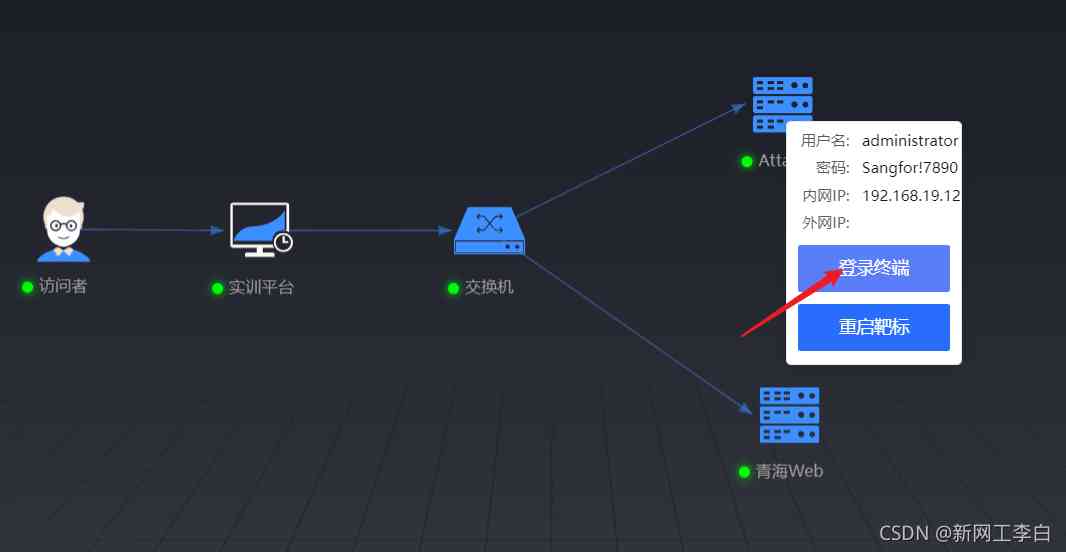 用户名: administrator
密码: Sangfor!7890
内网IP: 192.168.19.12
外网IP:
登录终端
重启靶标
访问者
实训平台
交换机
青海Web
CSDN @新网工李白